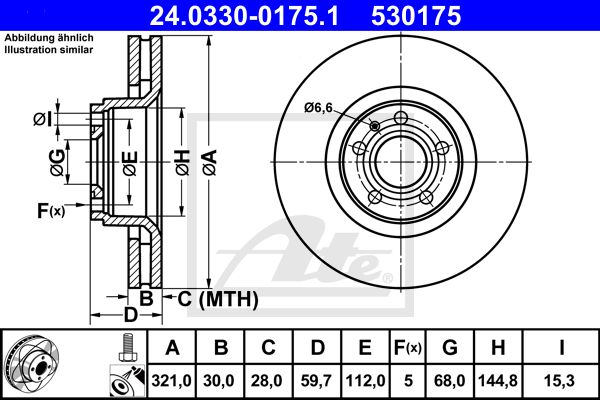 24.0330-0175.1 530175
Abbildung ähnlich
Illustration similar
Ø6,6
ØI
ØG
ØE
ØH
ØA
F(x)
B
C (MTH)
D
Ate
A B C D E F(x) G H I
321,0 30,0 28,0 59,7 112,0 5 68,0 144,8 15,3